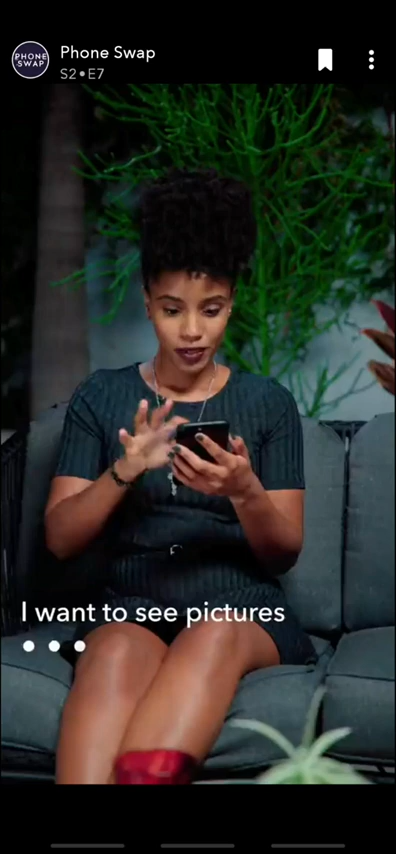 PHONE
SWAP
Phone Swap
S2•E7
I want to see pictures